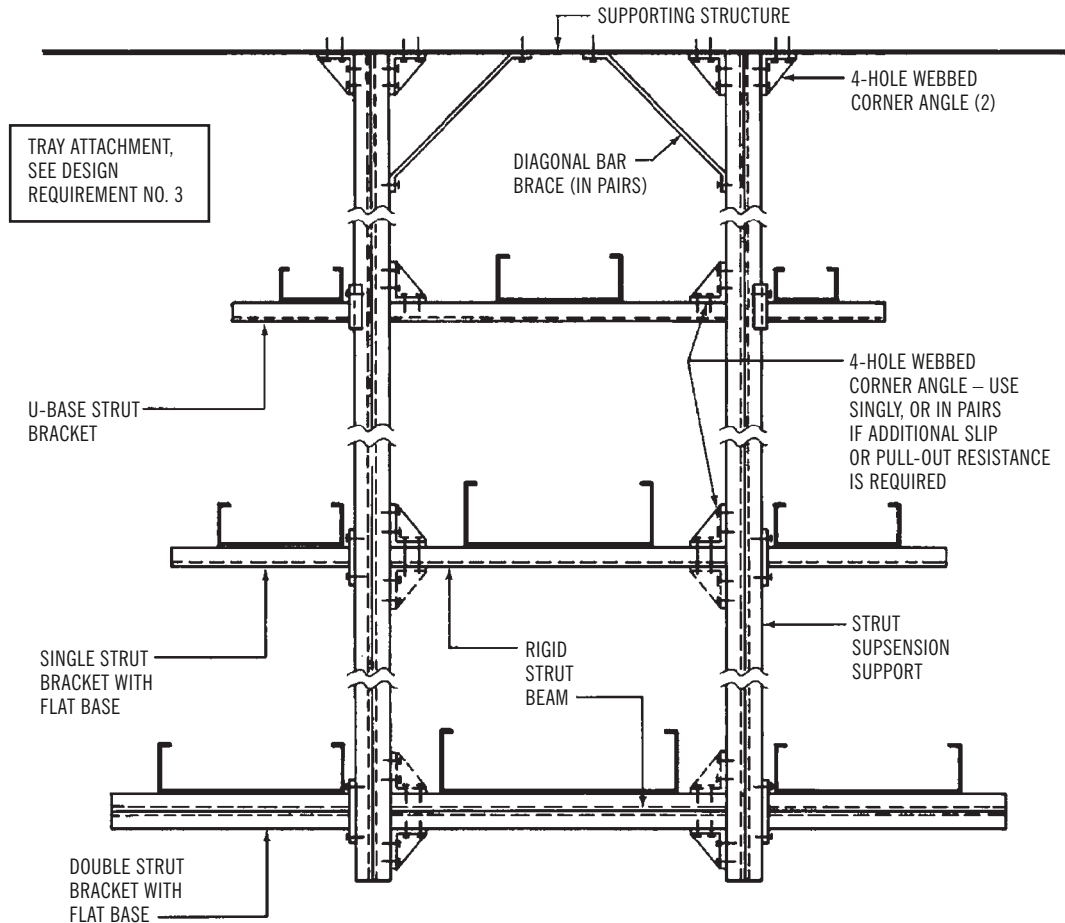 SUPPORTING STRUCTURE
4-HOLE WEBBED
CORNER ANGLE (2)
TRAY ATTACHMENT,
SEE DESIGN
REQUIREMENT NO. 3
DIAGONAL BAR
BRACE (IN PAIRS)
4-HOLE WEBBED
CORNER ANGLE – USE
SINGLY, OR IN PAIRS
IF ADDITIONAL SLIP
OR PULL-OUT RESISTANCE
IS REQUIRED
U-BASE STRUT
BRACKET
SINGLE STRUT
BRACKET WITH
FLAT BASE
RIGID
STRUT
BEAM
STRUT
SUPSENSION
SUPPORT
DOUBLE STRUT
BRACKET WITH
FLAT BASE